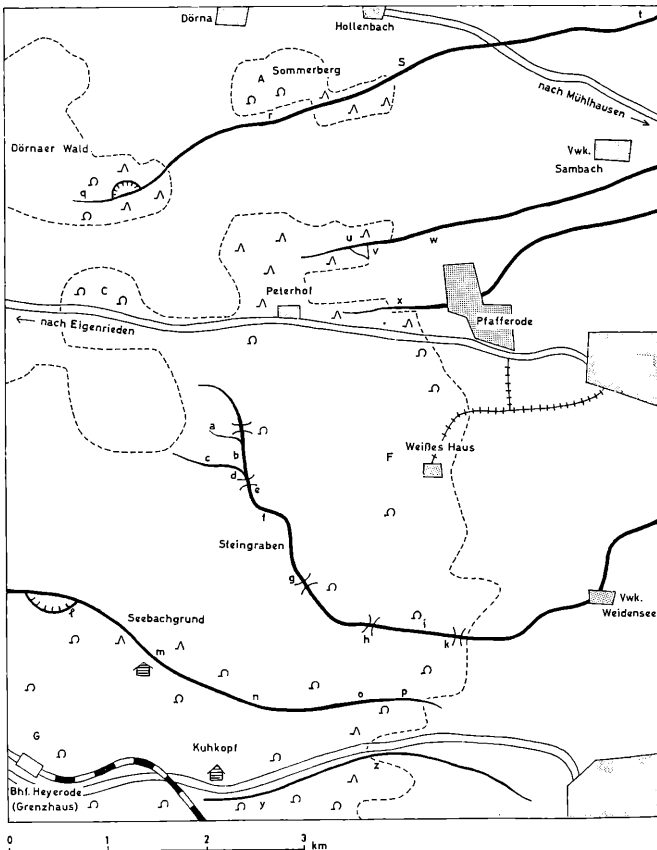 Dörna
Hollenbach
t
S
A
Sommerberg
nach Mühlhausen
r
Dörnaer Wald
Vwk.
Sambach
q
u
v
w
C
Peterhof
x
Pfafferode
nach Eigenrieden
a
b
c
d
e
F
Weißes Haus
f
Steingraben
g
Vwk.
Weidensee
l
Seebachgrund
h
i
k
m
n
o
p
G
Kuhkopf
z
Bhf. Heyerode
(Grenzhaus)
y
0 1 2 3 km